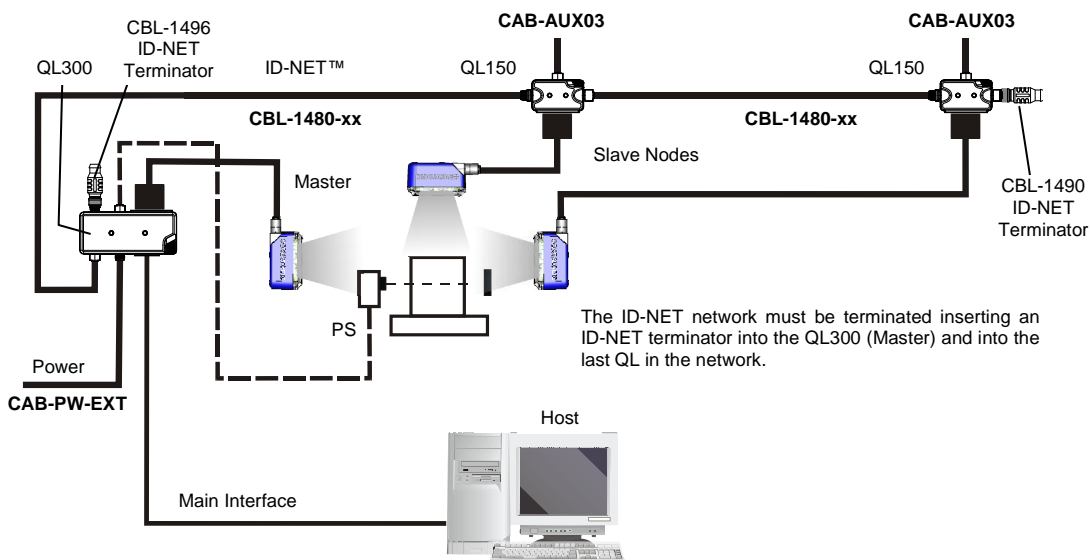 CAB-AUX03
CAB-AUX03
CBL-1496
ID-NET
Terminator
QL300
ID-NET™
QL150
QL150
CBL-1480-xx
CBL-1480-xx
Slave Nodes
Master
CBL-1490
ID-NET
Terminator
PS
The ID-NET network must be terminated inserting an
ID-NET terminator into the QL300 (Master) and into the
last QL in the network.
Power
CAB-PW-EXT
Host
Main Interface